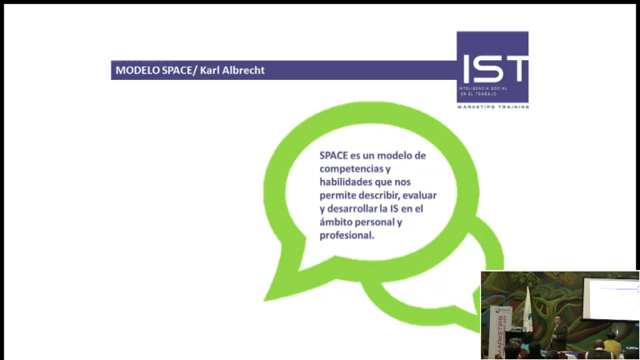 MODELO SPACE/ Karl Albrecht
IST
INTELIGENCIA SOCIAL
EN EL TRABAJO
MARKETIPS TRAINING
SPACE es un modelo de
competencias y
habilidades que nos
permite describir, evaluar
y desarrollar la IS en el
ámbito personal y
profesional.
MARKETIPS